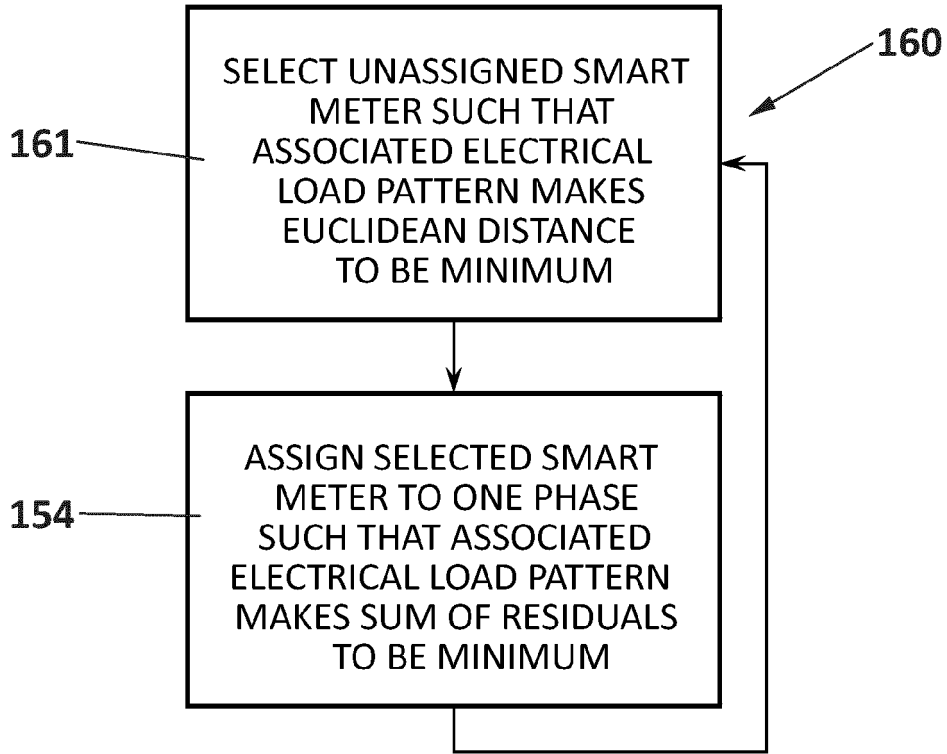 160
161
SELECT UNASSIGNED SMART
METER SUCH THAT
ASSOCIATED ELECTRICAL
LOAD PATTERN MAKES
EUCLIDEAN DISTANCE
TO BE MINIMUM
154
ASSIGN SELECTED SMART
METER TO ONE PHASE
SUCH THAT ASSOCIATED
ELECTRICAL LOAD PATTERN
MAKES SUM OF RESIDUALS
TO BE MINIMUM